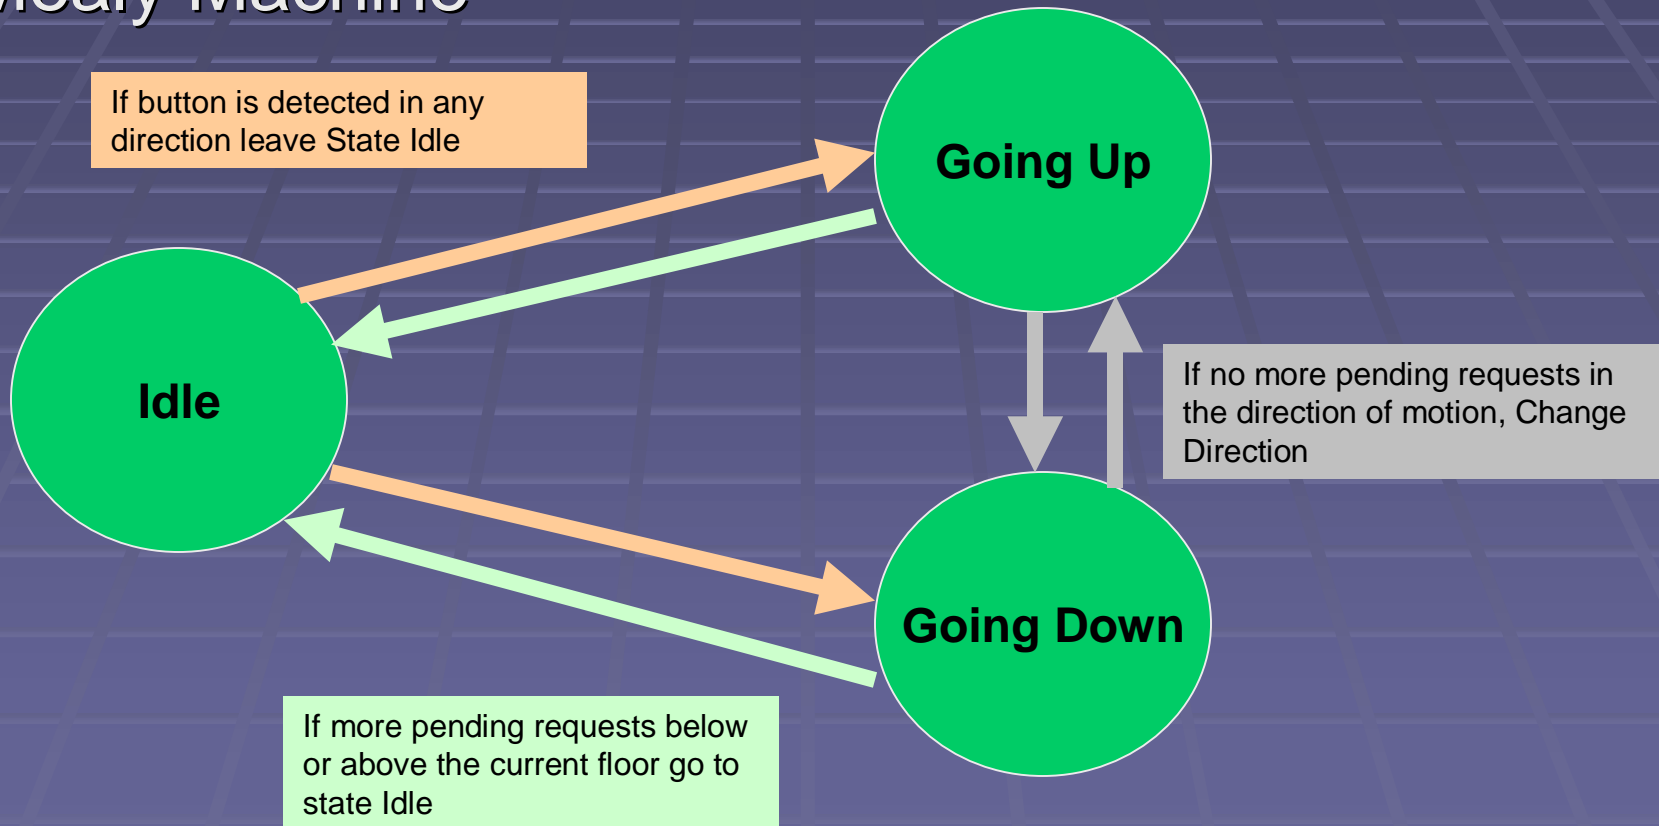 Mealy Machine
If button is detected in any
direction leave State Idle
Going Up
Idle
If no more pending requests in
the direction of motion, Change
Direction
Going Down
If more pending requests below
or above the current floor go to
state Idle